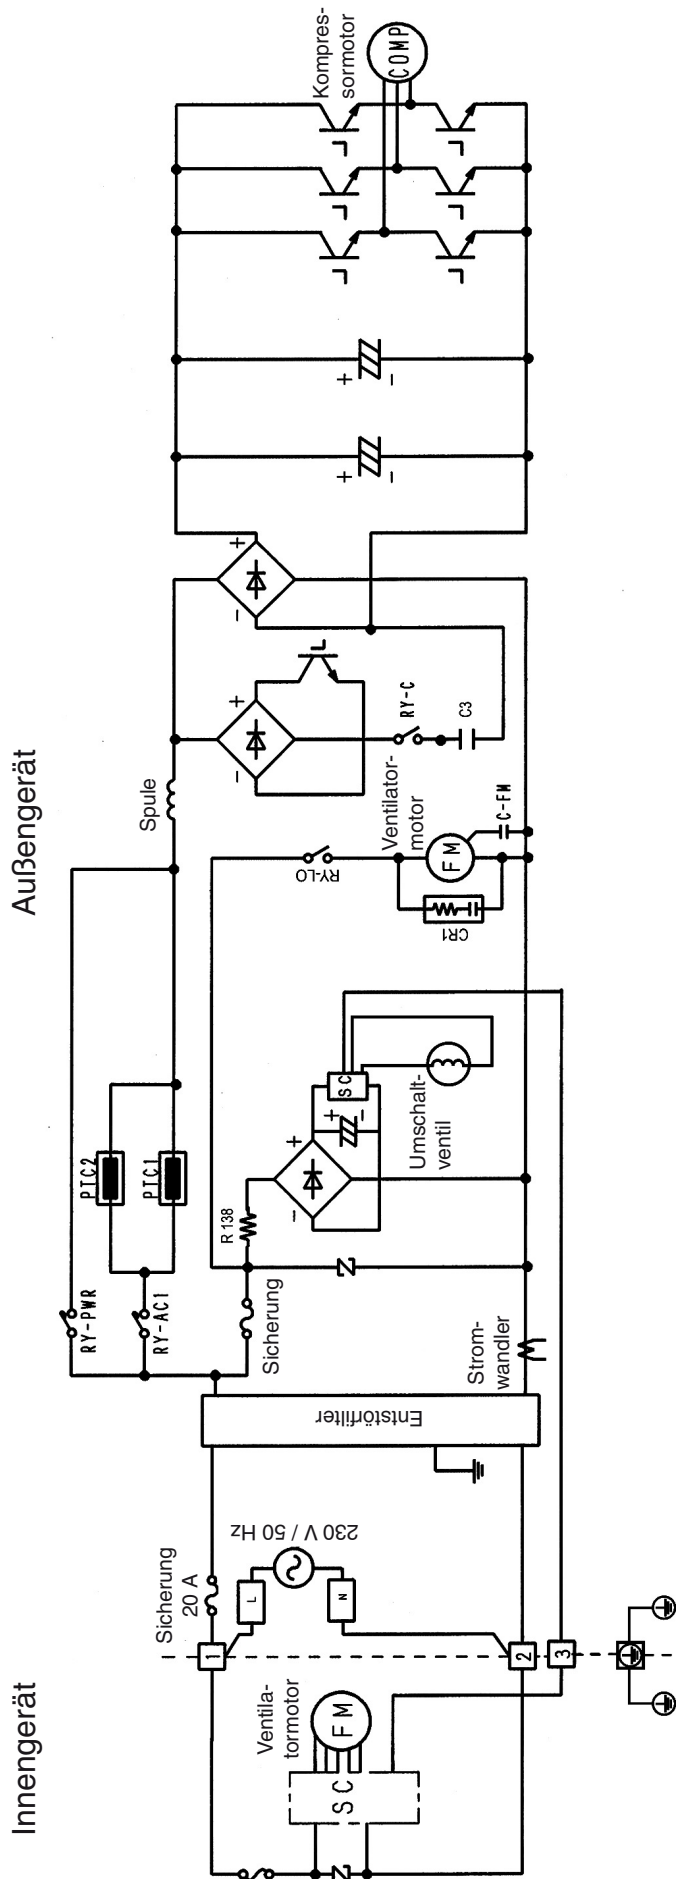 Innengerät
Außengerät
Ventila-
tormotor
FM
SC
1
2
3
Sicherung
20 A
L
N
230 V / 50 Hz
Entstörfilter
RY-PWR
RY-AC1
PTC2
PTC1
Sicherung
R 138
Strom-
wandler
+
-
+
-
SC
Umschalt-
ventil
Spule
RY-LO
CR1
Ventilator-
motor
FM
C-FM
+
-
RY-C
C3
+
-
+
-
+
-
Kompres-
sormotor
COMP